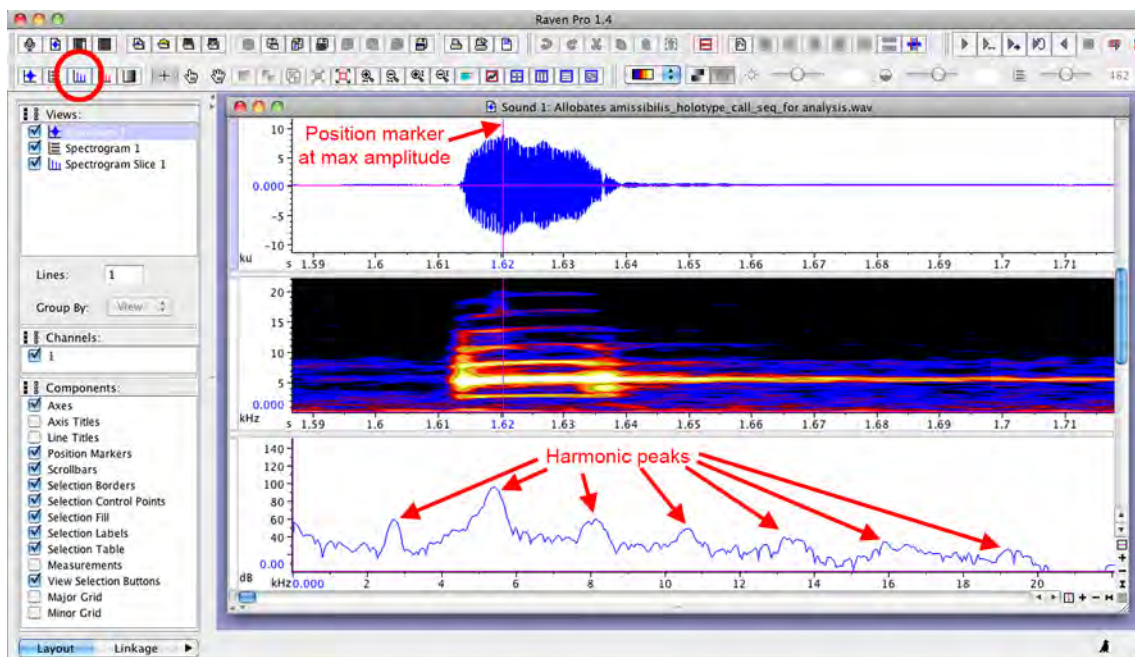 Raven Pro 1.4
462
Views:
Spectrogram 1
Spectrogram Slice 1
Lines: 1
Group By: View
Channels:
1
Components:
Axes
Axis Titles
Line Titles
Position Markers
Scrollbars
Selection Borders
Selection Control Points
Selection Fill
Selection Labels
Selection Table
Measurements
View Selection Buttons
Major Grid
Minor Grid
Layout Linkage
Sound 1: Allobates amissibilis_holotype_call_seq_for analysis.wav
Position marker
at max amplitude
10
5
0.000
-5
-10
ku
s 1.59 1.6 1.61 1.62 1.63 1.64 1.65 1.66 1.67 1.68 1.69 1.7 1.71
20
15
10
5
0.000
kHz
s 1.59 1.6 1.61 1.62 1.63 1.64 1.65 1.66 1.67 1.68 1.69 1.7 1.71
Harmonic peaks
140
100
80
60
40
0.00
dB
kHz 0.000 2 4 6 8 10 12 14 16 18 20